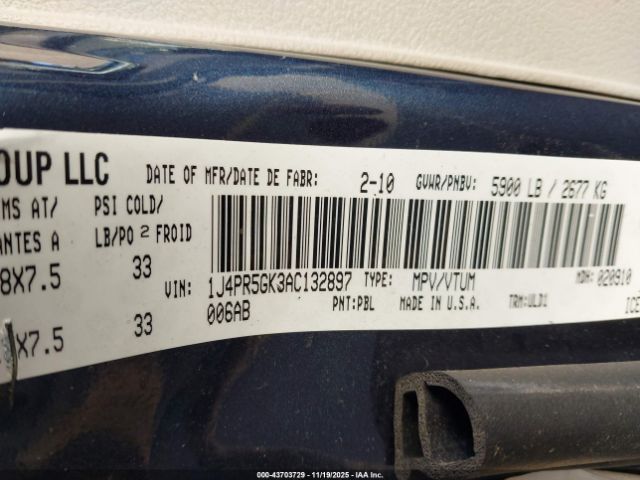 OUP LLC DATE OF MFR/DATE DE FABR: 2-10 GVWR/PNBV: 5900 LB / 2677 KG
MS AT/ PSI COLD/
ANTES A LB/PO 2 FROID
8X7.5 33 VIN: 1J4PR5GK3AC132897 TYPE: MPV/VTUM MDH: 020910
006AB PNT: PBL MADE IN U.S.A. TRM: ULD1 ICE
X7.5 33
000-43703729 - 11/19/2025 - IAA Inc.